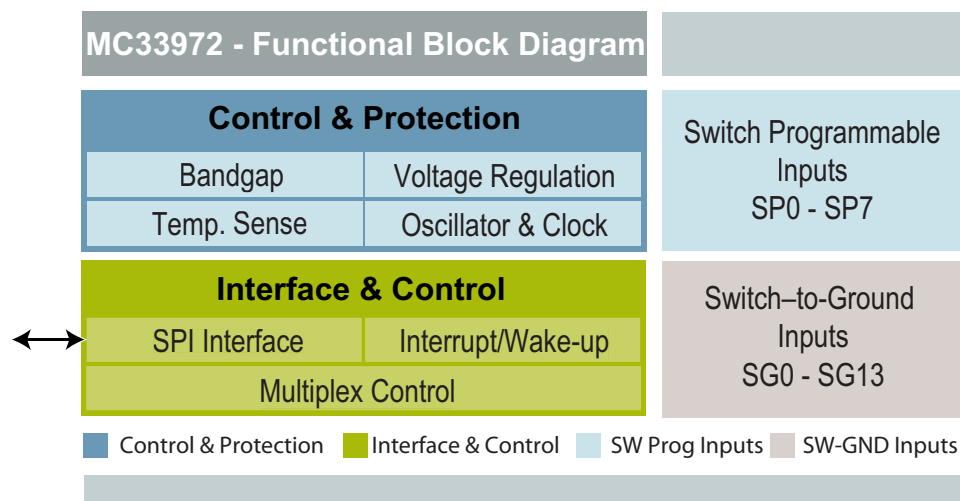 MC33972 - Functional Block Diagram
Control & Protection
Bandgap
Voltage Regulation
Temp. Sense
Oscillator & Clock
Switch Programmable
Inputs
SP0 - SP7
Interface & Control
SPI Interface
Interrupt/Wake-up
Multiplex Control
Switch–to-Ground
Inputs
SG0 - SG13
Control & Protection
Interface & Control
SW Prog Inputs
SW-GND Inputs